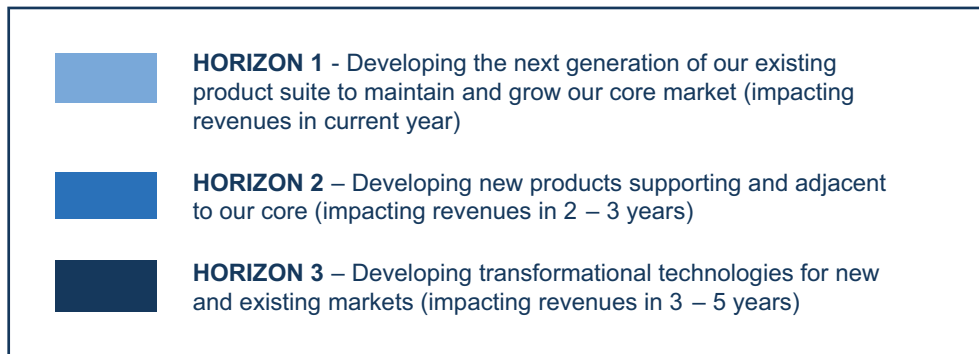 HORIZON 1 - Developing the next generation of our existing
product suite to maintain and grow our core market (impacting
revenues in current year)
HORIZON 2 – Developing new products supporting and adjacent
to our core (impacting revenues in 2 – 3 years)
HORIZON 3 – Developing transformational technologies for new
and existing markets (impacting revenues in 3 – 5 years)